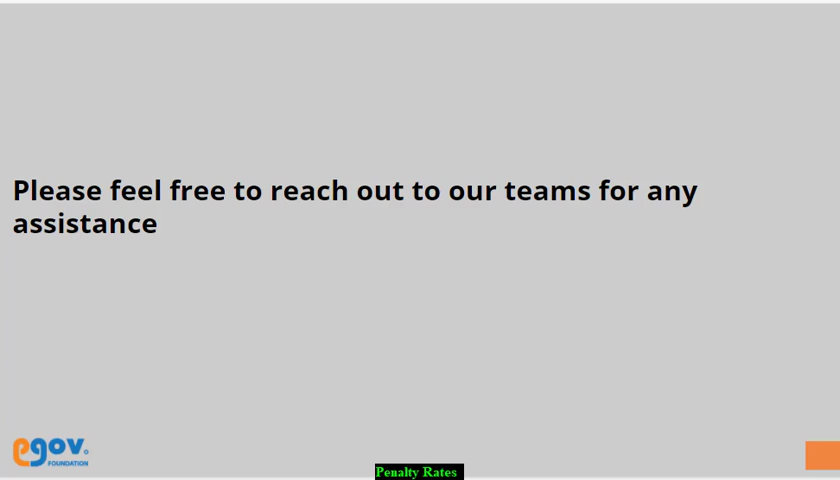 Please feel free to reach out to our teams for any
assistance
egov.
FOUNDATION
Penalty Rates